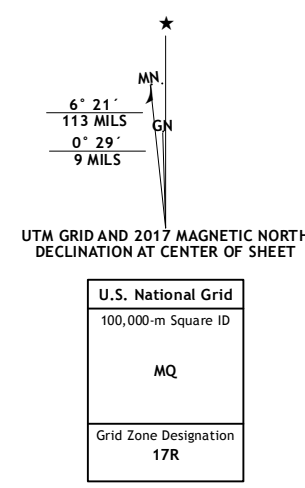 MN.
6° 21´
113 MILS
GN
0° 29´
9 MILS
UTM GRID AND 2017 MAGNETIC NORTH
DECLINATION AT CENTER OF SHEET
U.S. National Grid
100,000-m Square ID
MQ
Grid Zone Designation
17R